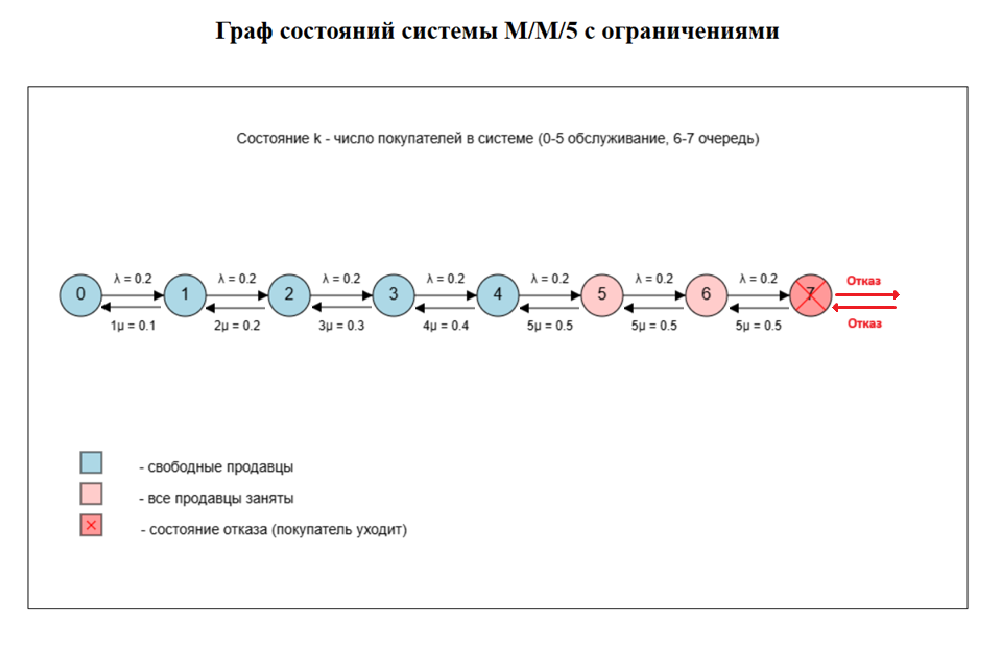 Граф состояний системы M/M/5 с ограничениями
Состояние k - число покупателей в системе (0-5 обслуживание, 6-7 очередь)
λ = 0.2 λ = 0.2 λ = 0.2 λ = 0.2 λ = 0.2 λ = 0.2 λ = 0.2 Отказ
0 1 2 3 4 5 6 7
1μ = 0.1 2μ = 0.2 3μ = 0.3 4μ = 0.4 5μ = 0.5 5μ = 0.5 5μ = 0.5 Отказ
- свободные продавцы
- все продавцы заняты
- состояние отказа (покупатель уходит)